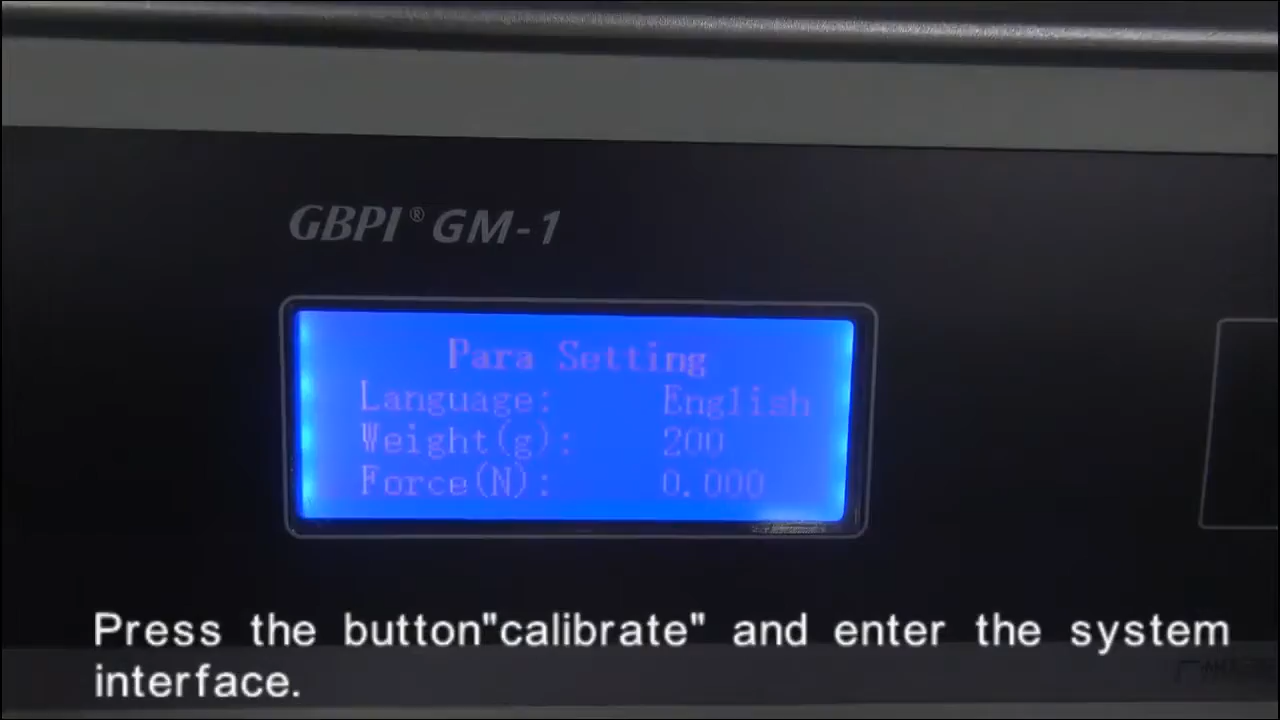 GBPI® GM-1
Para Setting
Language: English
Weight(g): 200
Force(N): 0.000
Press the button"calibrate" and enter the system
interface.